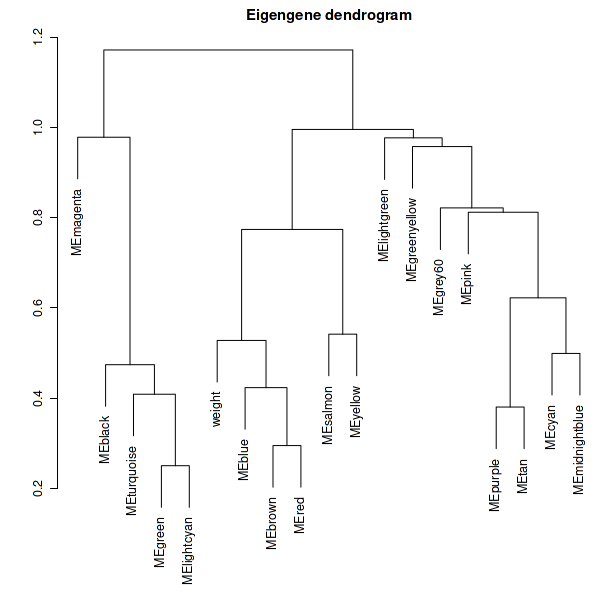 Eigengene dendrogram
1.2
1.0
0.8
0.6
0.4
0.2
MEmagenta
MEblack
MEturquoise
MEgreen
MElightcyan
weight
MEblue
MEbrown
MEred
MEsalmon
MEyellow
MElightgreen
MEgreenyellow
MEgrey60
MEpink
MEpurple
MEtan
MEcyan
MEmidnightblue